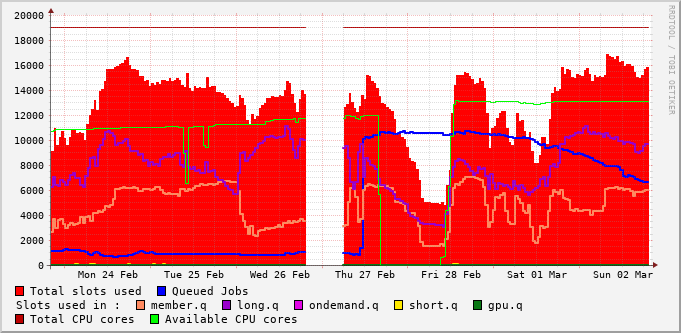 RRDTOOL / TOBI OETIKER
20000
18000
16000
14000
12000
10000
8000
6000
4000
2000
0
Mon 24 Feb Tue 25 Feb Wed 26 Feb Thu 27 Feb Fri 28 Feb Sat 01 Mar Sun 02 Mar
Total slots used Queued Jobs
Slots used in : member.q long.q ondemand.q short.q gpu.q
Total CPU cores Available CPU cores